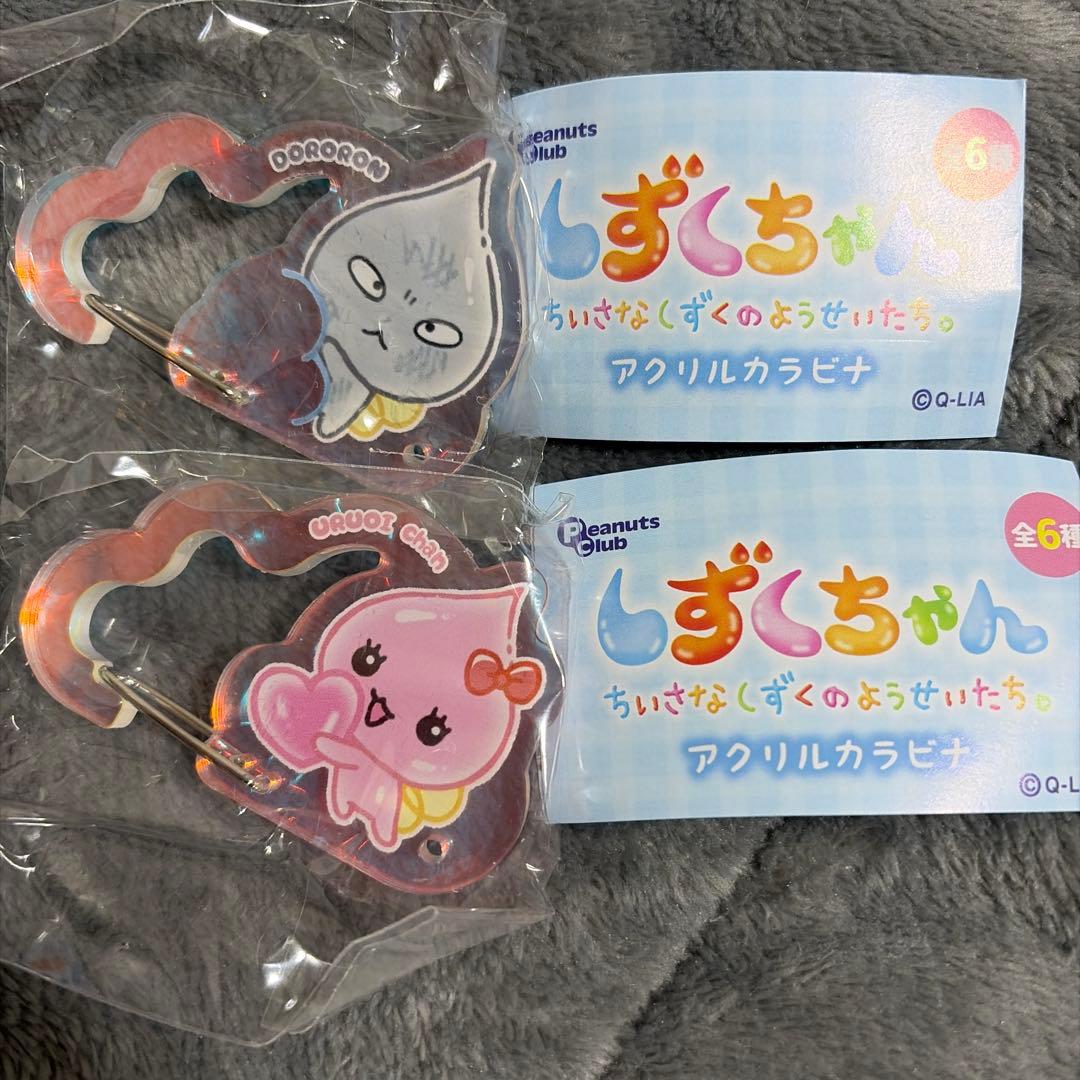 DORORON
Peanuts
Club
全6種
しずくちゃん
ちいさなしずくのようせいたち。
アクリルカラビナ
©Q-LIA
URUOI Chan
Peanuts
Club
全6種
しずくちゃん
ちいさなしずくのようせいたち。
アクリルカラビナ
©Q-L